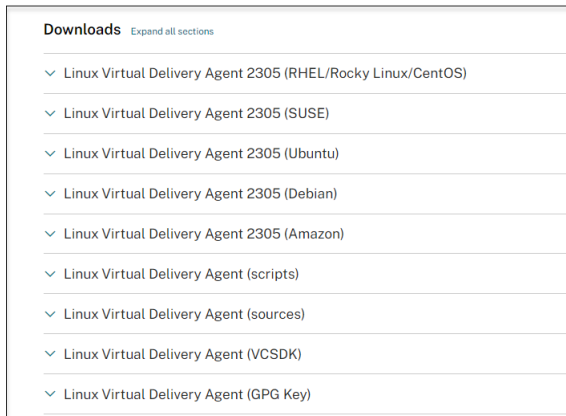 Downloads Expand all sections
Linux Virtual Delivery Agent 2305 (RHEL/Rocky Linux/CentOS)
Linux Virtual Delivery Agent 2305 (SUSE)
Linux Virtual Delivery Agent 2305 (Ubuntu)
Linux Virtual Delivery Agent 2305 (Debian)
Linux Virtual Delivery Agent 2305 (Amazon)
Linux Virtual Delivery Agent (scripts)
Linux Virtual Delivery Agent (sources)
Linux Virtual Delivery Agent (VCSDK)
Linux Virtual Delivery Agent (GPG Key)